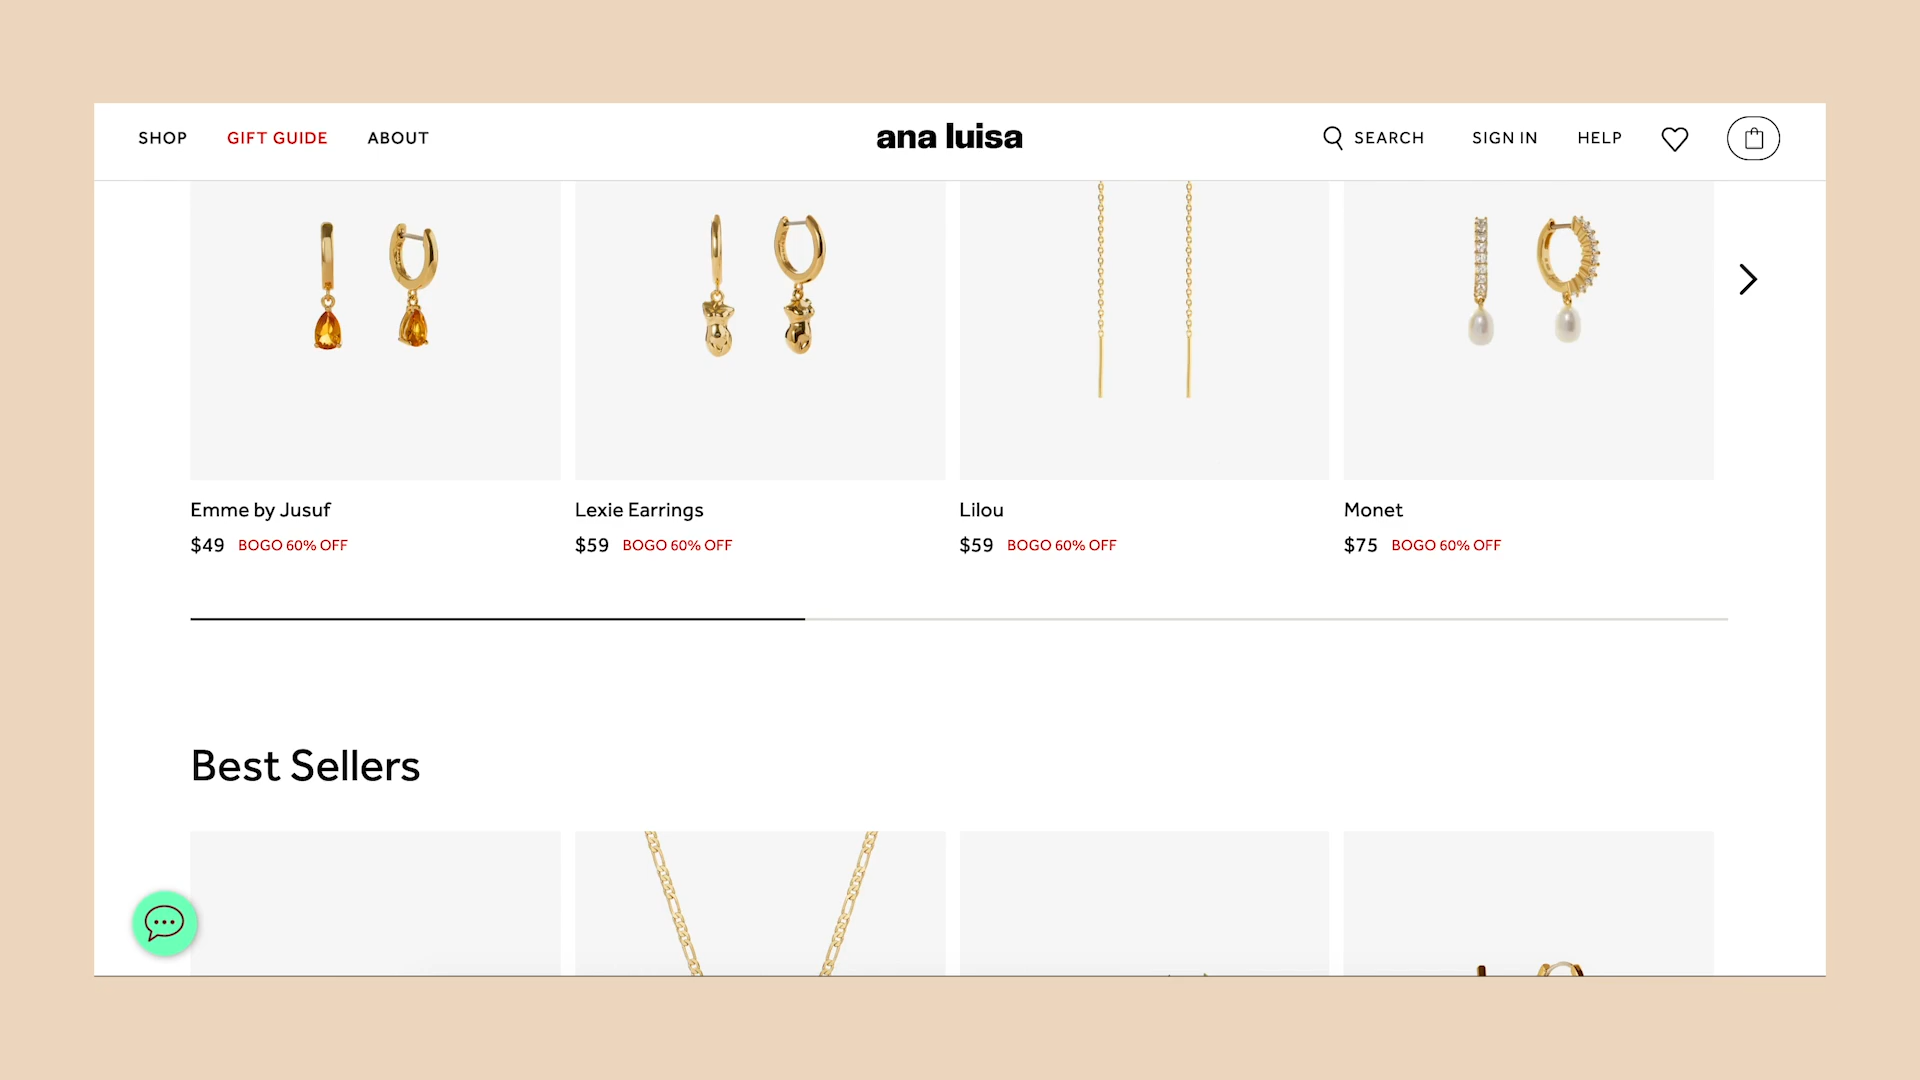 SHOP GIFT GUIDE ABOUT ana luisa SEARCH SIGN IN HELP
Emme by Jusuf
$49 BOGO 60% OFF
Lexie Earrings
$59 BOGO 60% OFF
Lilou
$59 BOGO 60% OFF
Monet
$75 BOGO 60% OFF
Best Sellers